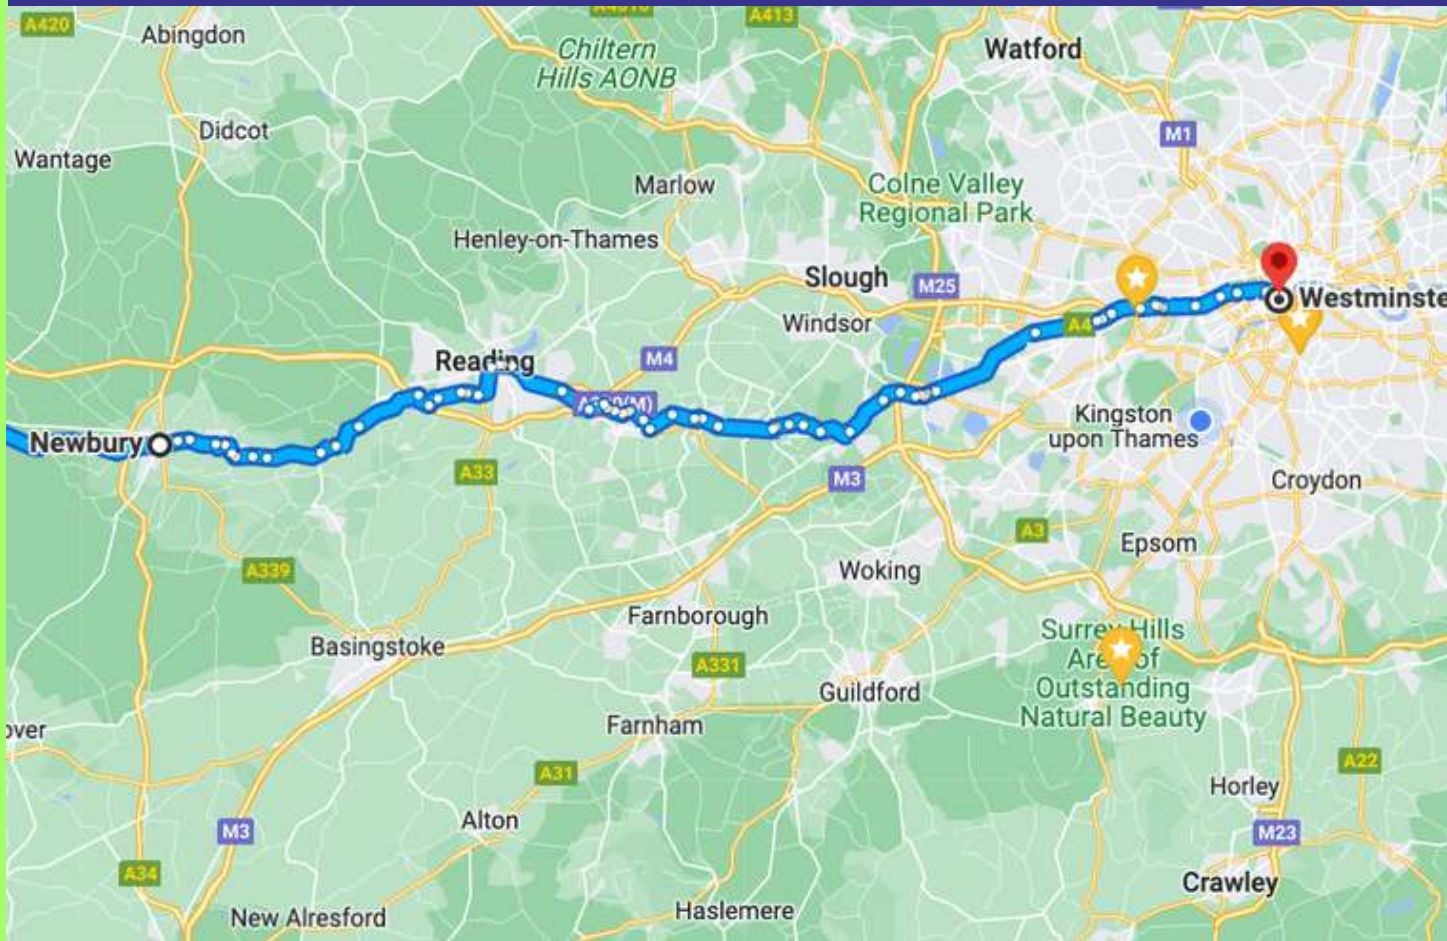 A420
Abingdon
A413
Chiltern
Hills AONB
Watford
Didcot
M1
Wantage
Marlow
Colne Valley
Regional Park
Henley-on-Thames
Slough
M25
Westminste
Windsor
A4
Reading
M4
Kingston
upon Thames
Newbury
A33
M3
Croydon
A3
Epsom
A339
Woking
Farnborough
Surrey Hills
Area of
Outstanding
Natural Beauty
Basingstoke
A331
Guildford
over
Farnham
A31
A22
Horley
Alton
M3
M23
A34
Crawley
New Alresford
Haslemere